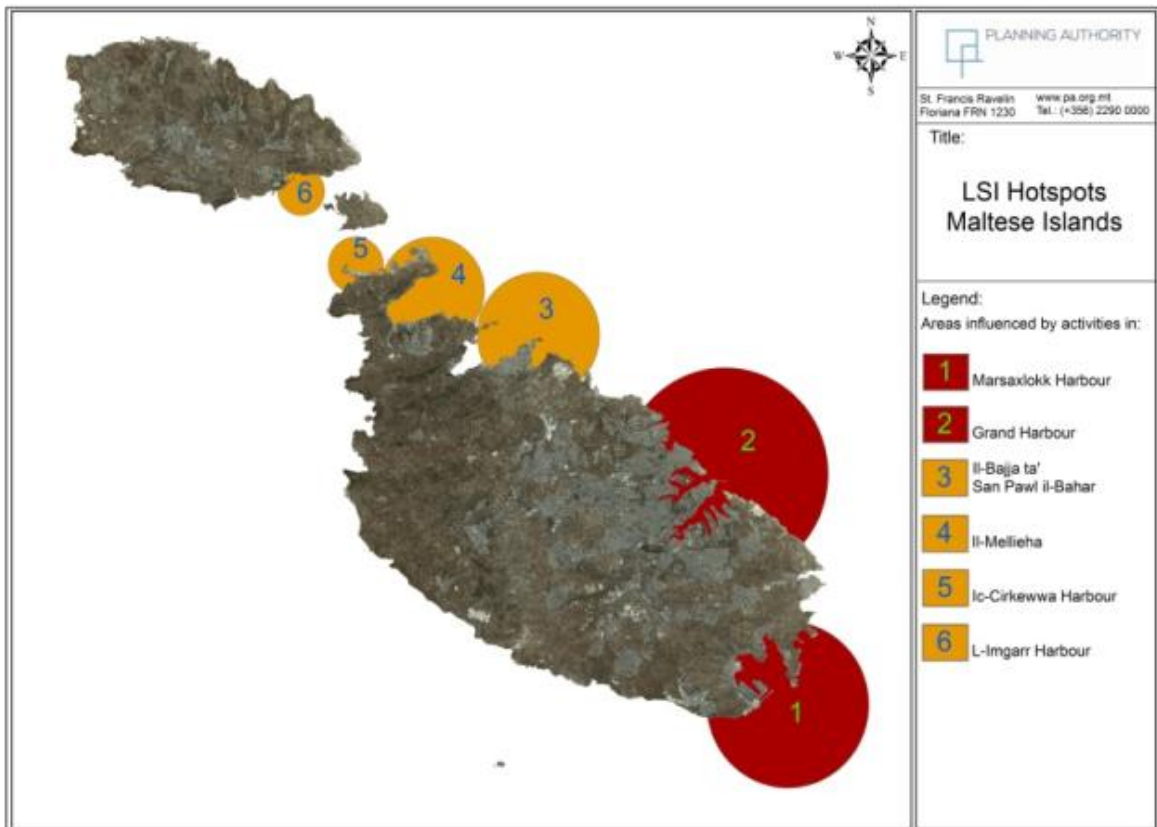 N
W
E
S
6
5
4
3
2
1
PLANNING AUTHORITY
St. Francis Ravelin
Floriana FRN 1230
www.pa.org.mt
Tel.: (+356) 2290 0000
Title:
LSI Hotspots
Maltese Islands
Legend:
Areas influenced by activities in:
1 Marsaxlokk Harbour
2 Grand Harbour
3 Il-Bajja ta'
San Pawl il-Bahar
4 Il-Mellieha
5 Ic-Cirkewwa Harbour
6 L-Imgarr Harbour